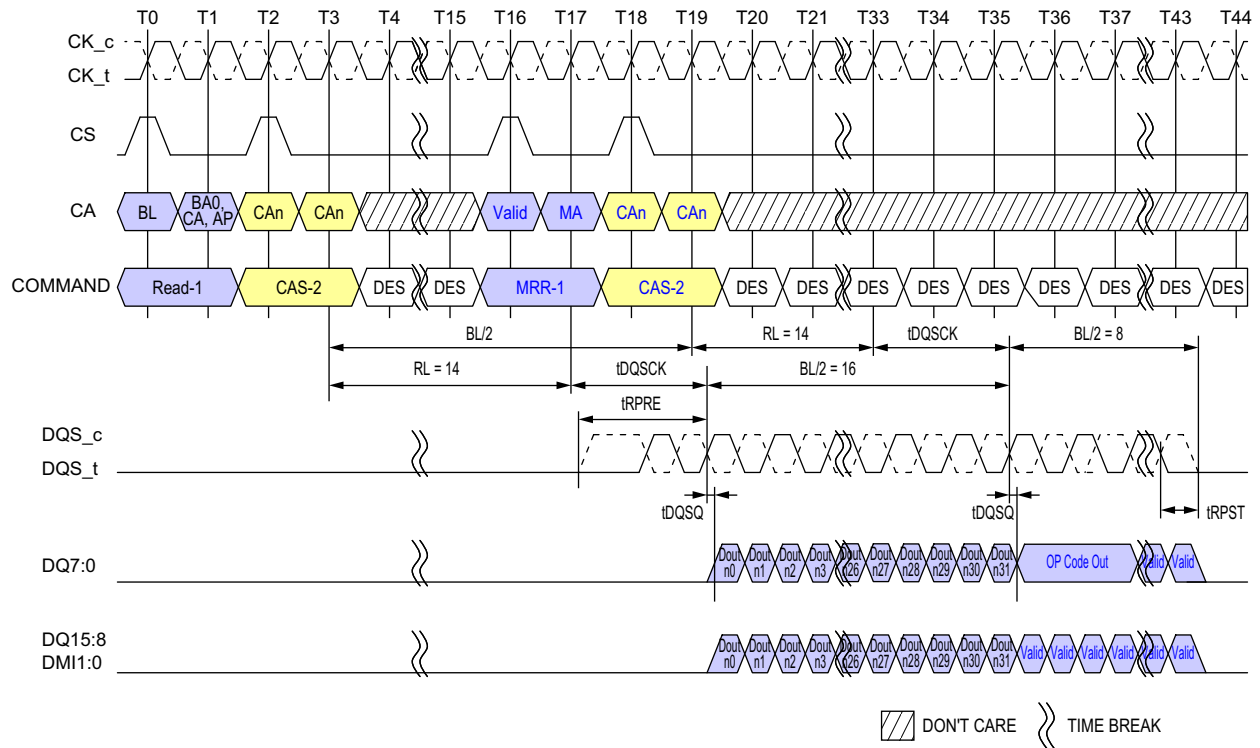 T0 T1 T2 T3 T4 T15 T16 T17 T18 T19 T20 T21 T33 T34 T35 T36 T37 T43 T44
CK_c
CK_t
CS
CA BL BA0, CA, AP CAn CAn Valid MA CAn CAn
COMMAND Read-1 CAS-2 DES DES MRR-1 CAS-2 DES DES DES DES DES DES DES DES DES
BL/2 RL = 14 tDQSCK BL/2 = 8
RL = 14 tDQSCK BL/2 = 16
tRPRE
DQS_c
DQS_t
tDQSQ tDQSQ tRPST
DQ7:0 Dout n0 Dout n1 Dout n2 Dout n3 Dout n26 Dout n27 Dout n28 Dout n29 Dout n30 Dout n31 OP Code Out Valid Valid
DQ15:8
DMI1:0 Dout n0 Dout n1 Dout n2 Dout n3 Dout n26 Dout n27 Dout n28 Dout n29 Dout n30 Dout n31 Valid Valid Valid Valid Valid Valid
DON'T CARE TIME BREAK